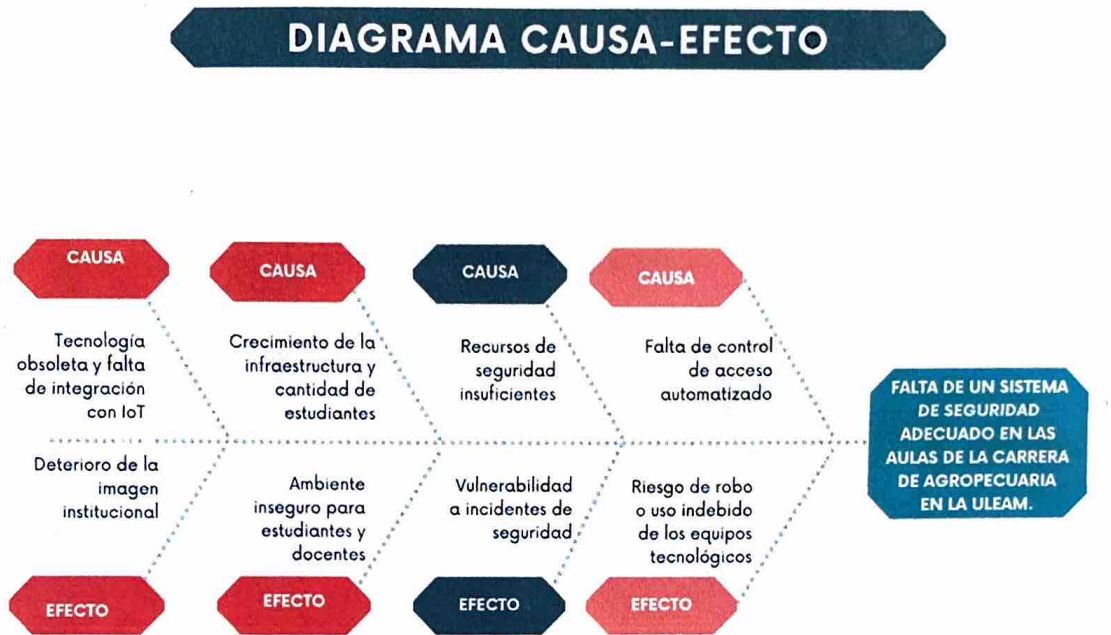 DIAGRAMA CAUSA-EFECTO
CAUSA
CAUSA
CAUSA
CAUSA
Tecnología
obsoleta y falta
de integración
con IoT
Crecimiento de la
infraestructura y
cantidad de
estudiantes
Recursos de
seguridad
insuficientes
Falta de control
de acceso
automatizado
FALTA DE UN SISTEMA
DE SEGURIDAD
ADECUADO EN LAS
AULAS DE LA CARRERA
DE AGROPECUARIA
EN LA ULEAM.
Deterioro de la
imagen
institucional
Ambiente
inseguro para
estudiantes y
docentes
Vulnerabilidad
a incidentes de
seguridad
Riesgo de robo
o uso indebido
de los equipos
tecnológicos
EFECTO
EFECTO
EFECTO
EFECTO